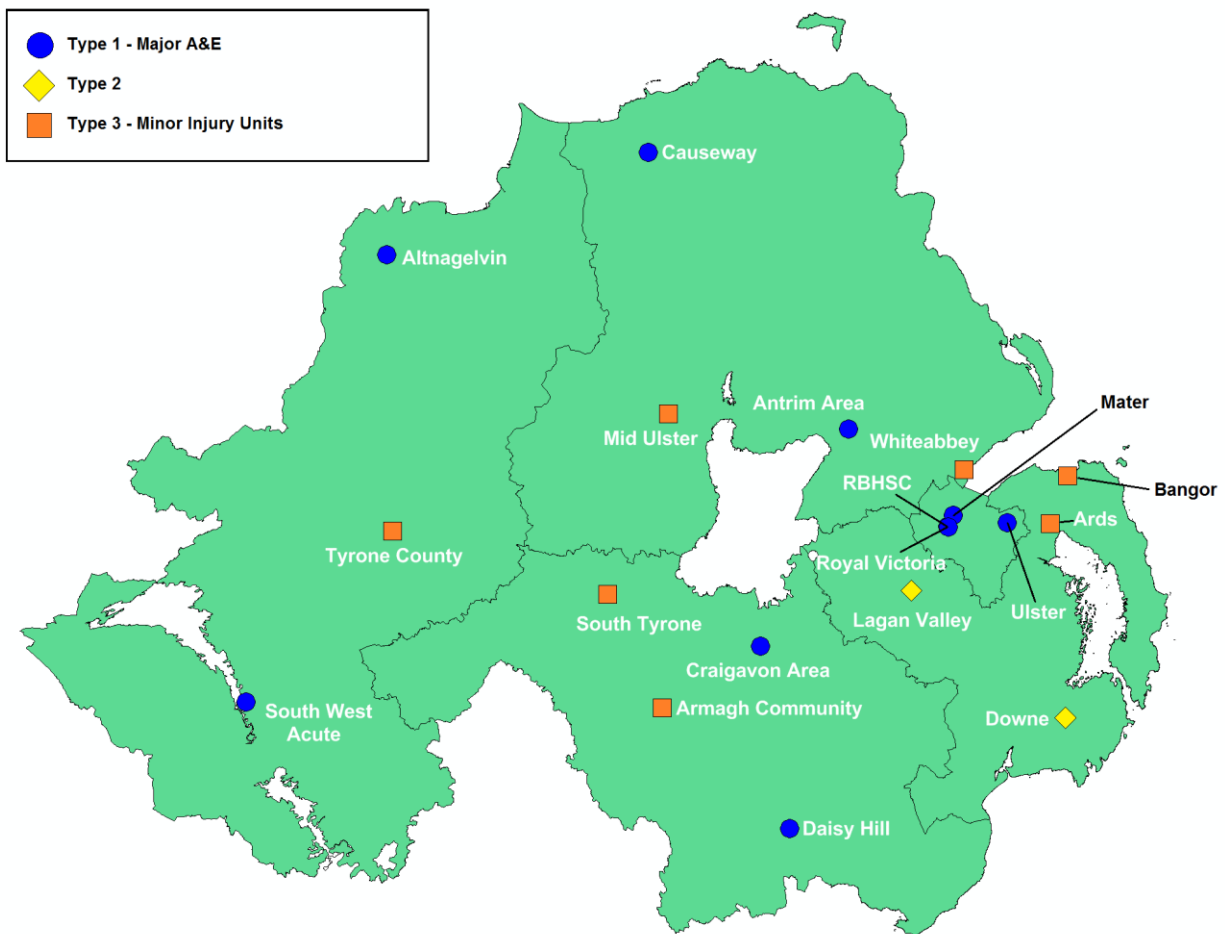 Type 1 - Major A&E
Type 2
Type 3 - Minor Injury Units
Causeway
Altnagelvin
Antrim Area
Mater
Mid Ulster
Whiteabbey
RBHSC
Bangor
Ards
Tyrone County
Royal Victoria
Ulster
South Tyrone
Lagan Valley
Craigavon Area
South West
Acute
Armagh Community
Downe
Daisy Hill